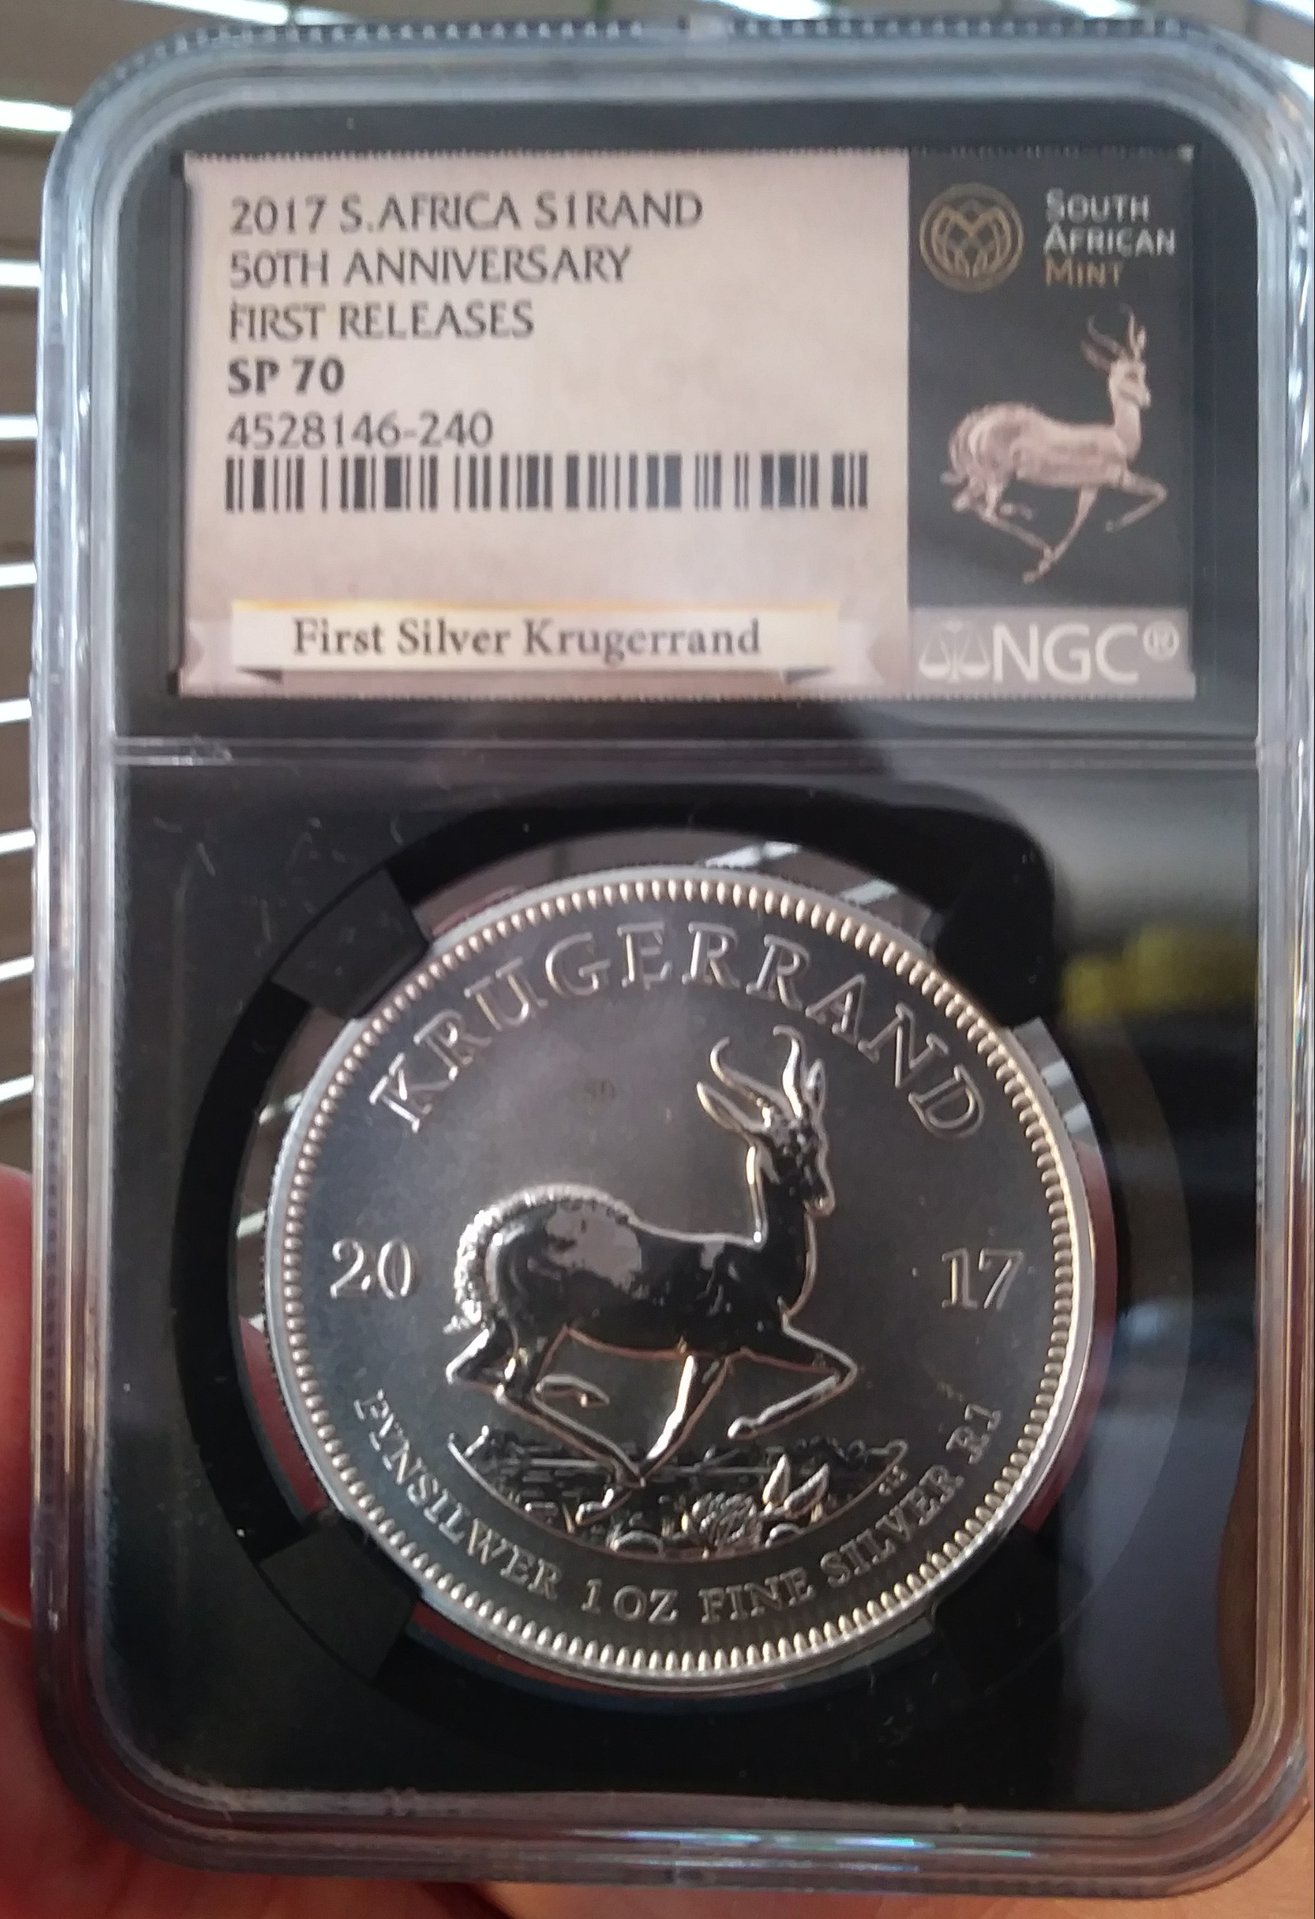 2017 S.AFRICA S1RAND
50TH ANNIVERSARY
FIRST RELEASES
SP 70
4528146-240
First Silver Krugerrand
SOUTH
AFRICAN
MINT
NGC®
KRUGERRAND
20 17
FYNSILWER 1 OZ FINE SILVER R1